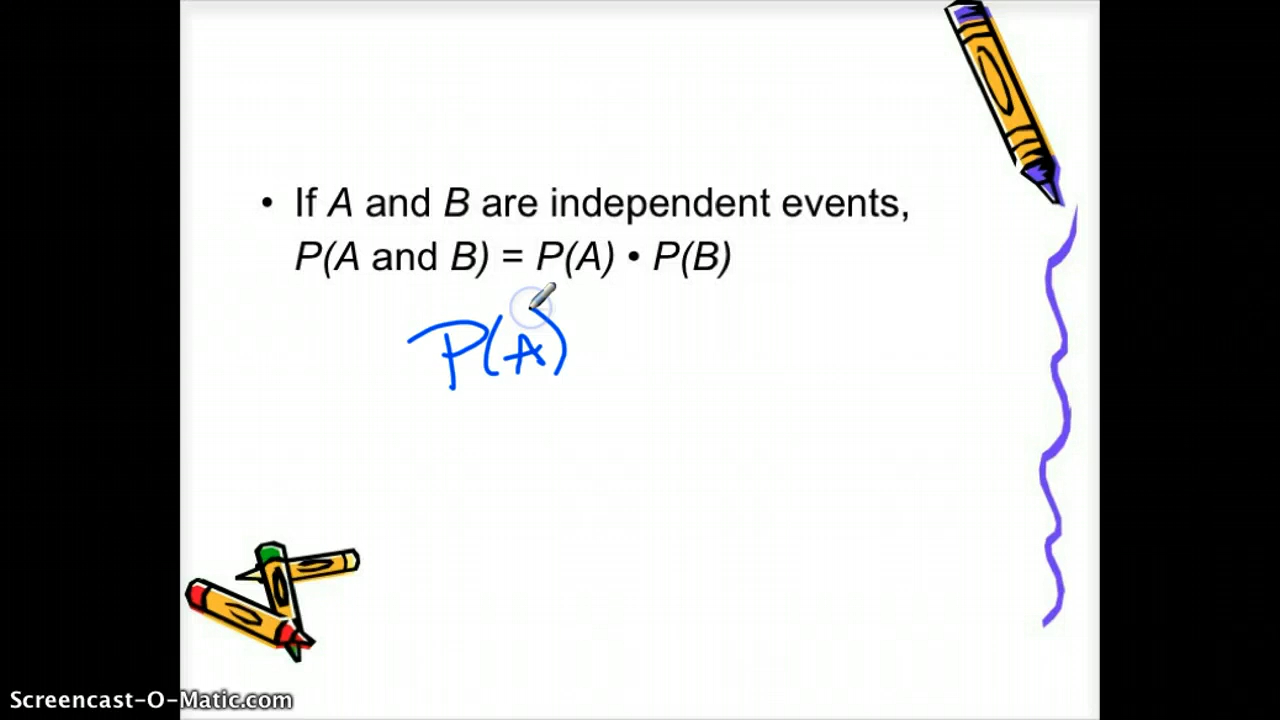 • If A and B are independent events,
P(A and B) = P(A) • P(B)
P(A)
Screencast-O-Matic.com